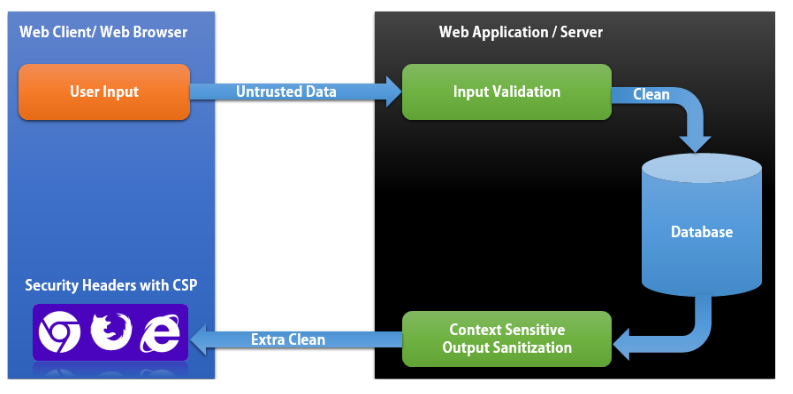 Web Client/ Web Browser
Web Application / Server
User Input
Untrusted Data
Input Validation
Clean
Database
Security Headers with CSP
Extra Clean
Context Sensitive
Output Sanitization